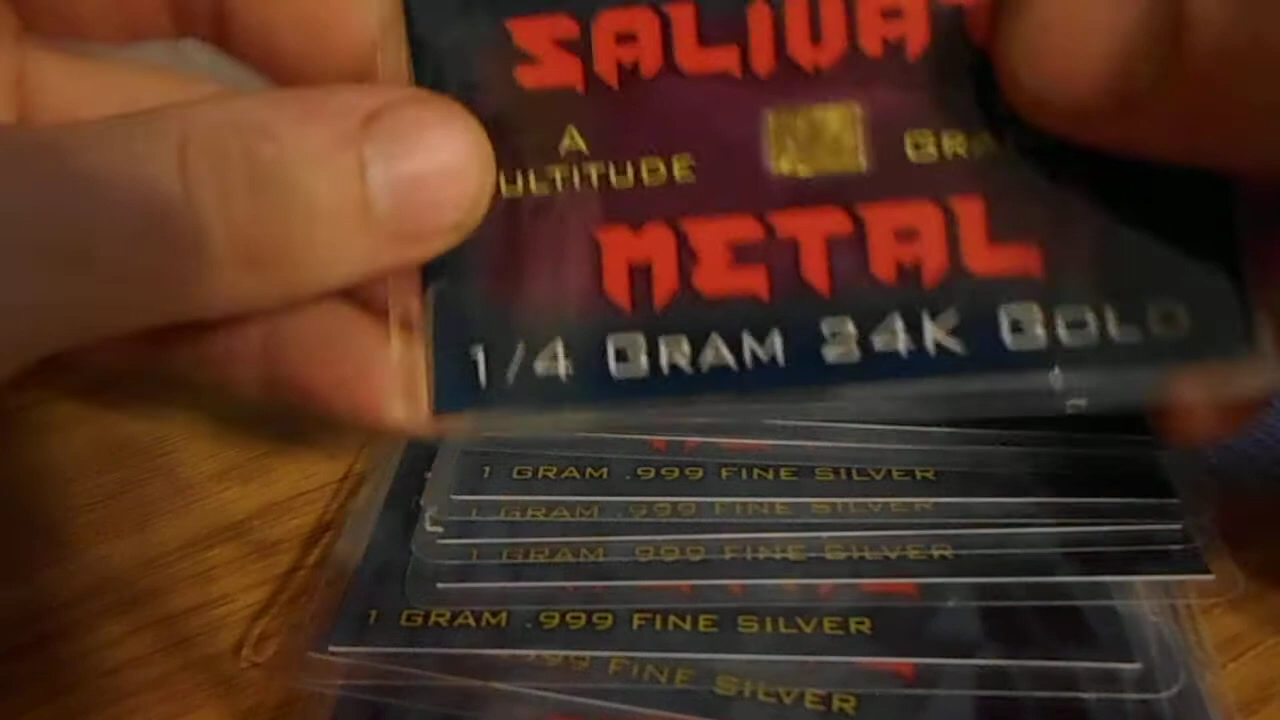 SALIVA
A
ULTITUDE
GRA
METAL
1/4 GRAM 24K GOLD
1 GRAM .999 FINE SILVER
1 GRAM .999 FINE SILVER
1 GRAM .999 FINE SILVER
1 GRAM .999 FINE SILVER
.999 FINE SILVER